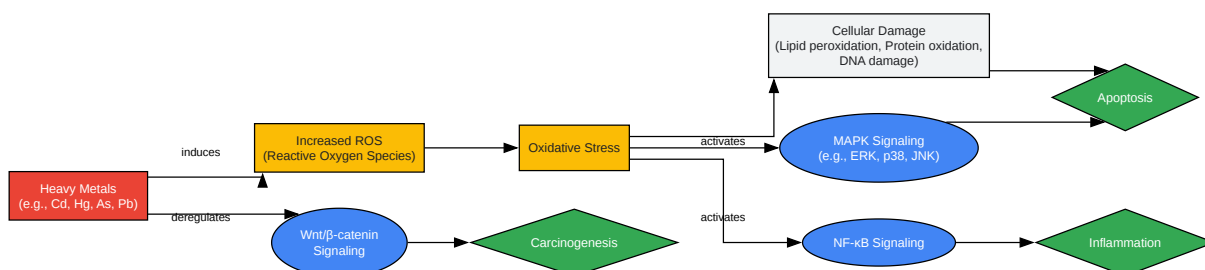 Cellular Damage
(Lipid peroxidation, Protein oxidation,
DNA damage)
Apoptosis
Increased ROS
(Reactive Oxygen Species)
induces
Oxidative Stress
activates
MAPK Signaling
(e.g., ERK, p38, JNK)
Heavy Metals
(e.g., Cd, Hg, As, Pb)
deregulates
Wnt/β-catenin
Signaling
Carcinogenesis
activates
NF-κB Signaling
Inflammation